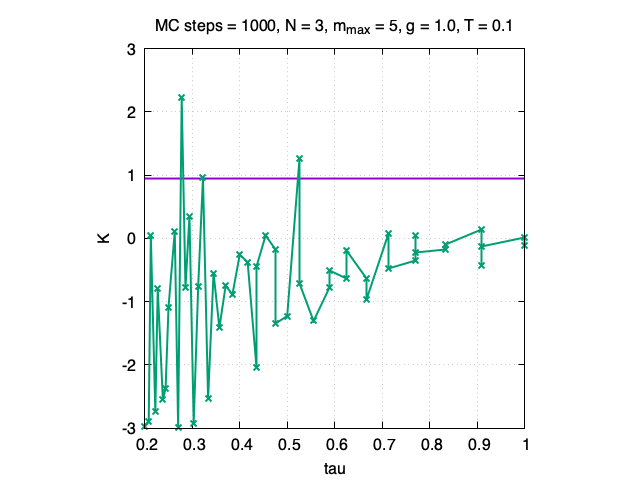 MC steps = 1000, N = 3, mmax = 5, g = 1.0, T = 0.1
3
2
1
0
-1
-2
-3
K
0.2 0.3 0.4 0.5 0.6 0.7 0.8 0.9 1
tau